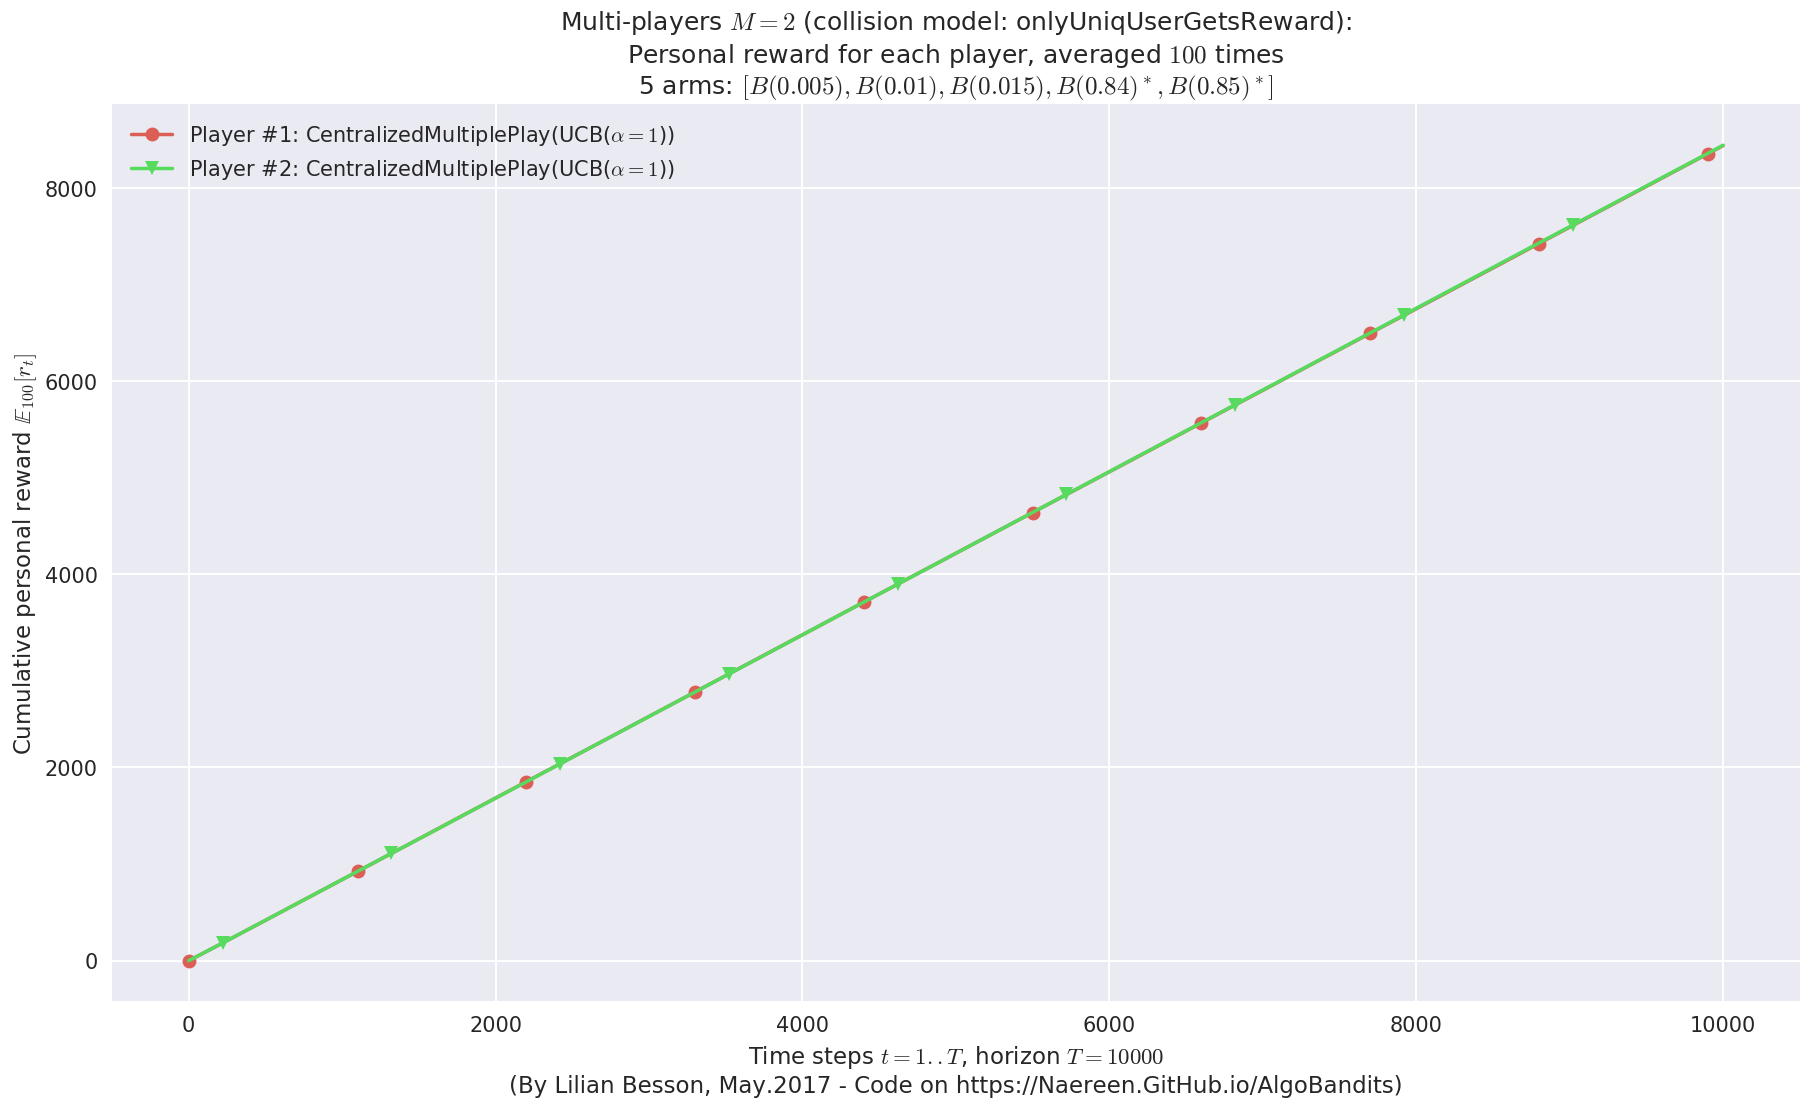 Multi-players M = 2 (collision model: onlyUniqUserGetsReward):
Personal reward for each player, averaged 100 times
5 arms: [B(0.005), B(0.01), B(0.015), B(0.84)*, B(0.85)*]
Player #1: CentralizedMultiplePlay(UCB(α = 1))
Player #2: CentralizedMultiplePlay(UCB(α = 1))
Cumulative personal reward 𝔼₁₀₀[rₜ]
8000
6000
4000
2000
0
0 2000 4000 6000 8000 10000
Time steps t = 1..T, horizon T = 10000
(By Lilian Besson, May.2017 - Code on https://Naereen.GitHub.io/AlgoBandits)